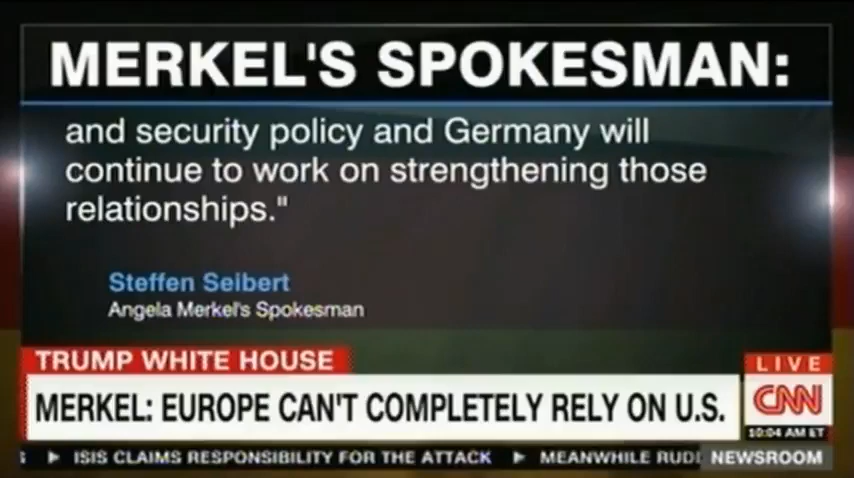 MERKEL'S SPOKESMAN:
and security policy and Germany will
continue to work on strengthening those
relationships."
Steffen Seibert
Angela Merkel's Spokesman
TRUMP WHITE HOUSE
LIVE
MERKEL: EUROPE CAN'T COMPLETELY RELY ON U.S.
CNN
10:04 AM ET
ISIS CLAIMS RESPONSIBILITY FOR THE ATTACK ▶ MEANWHILE
NEWSROOM